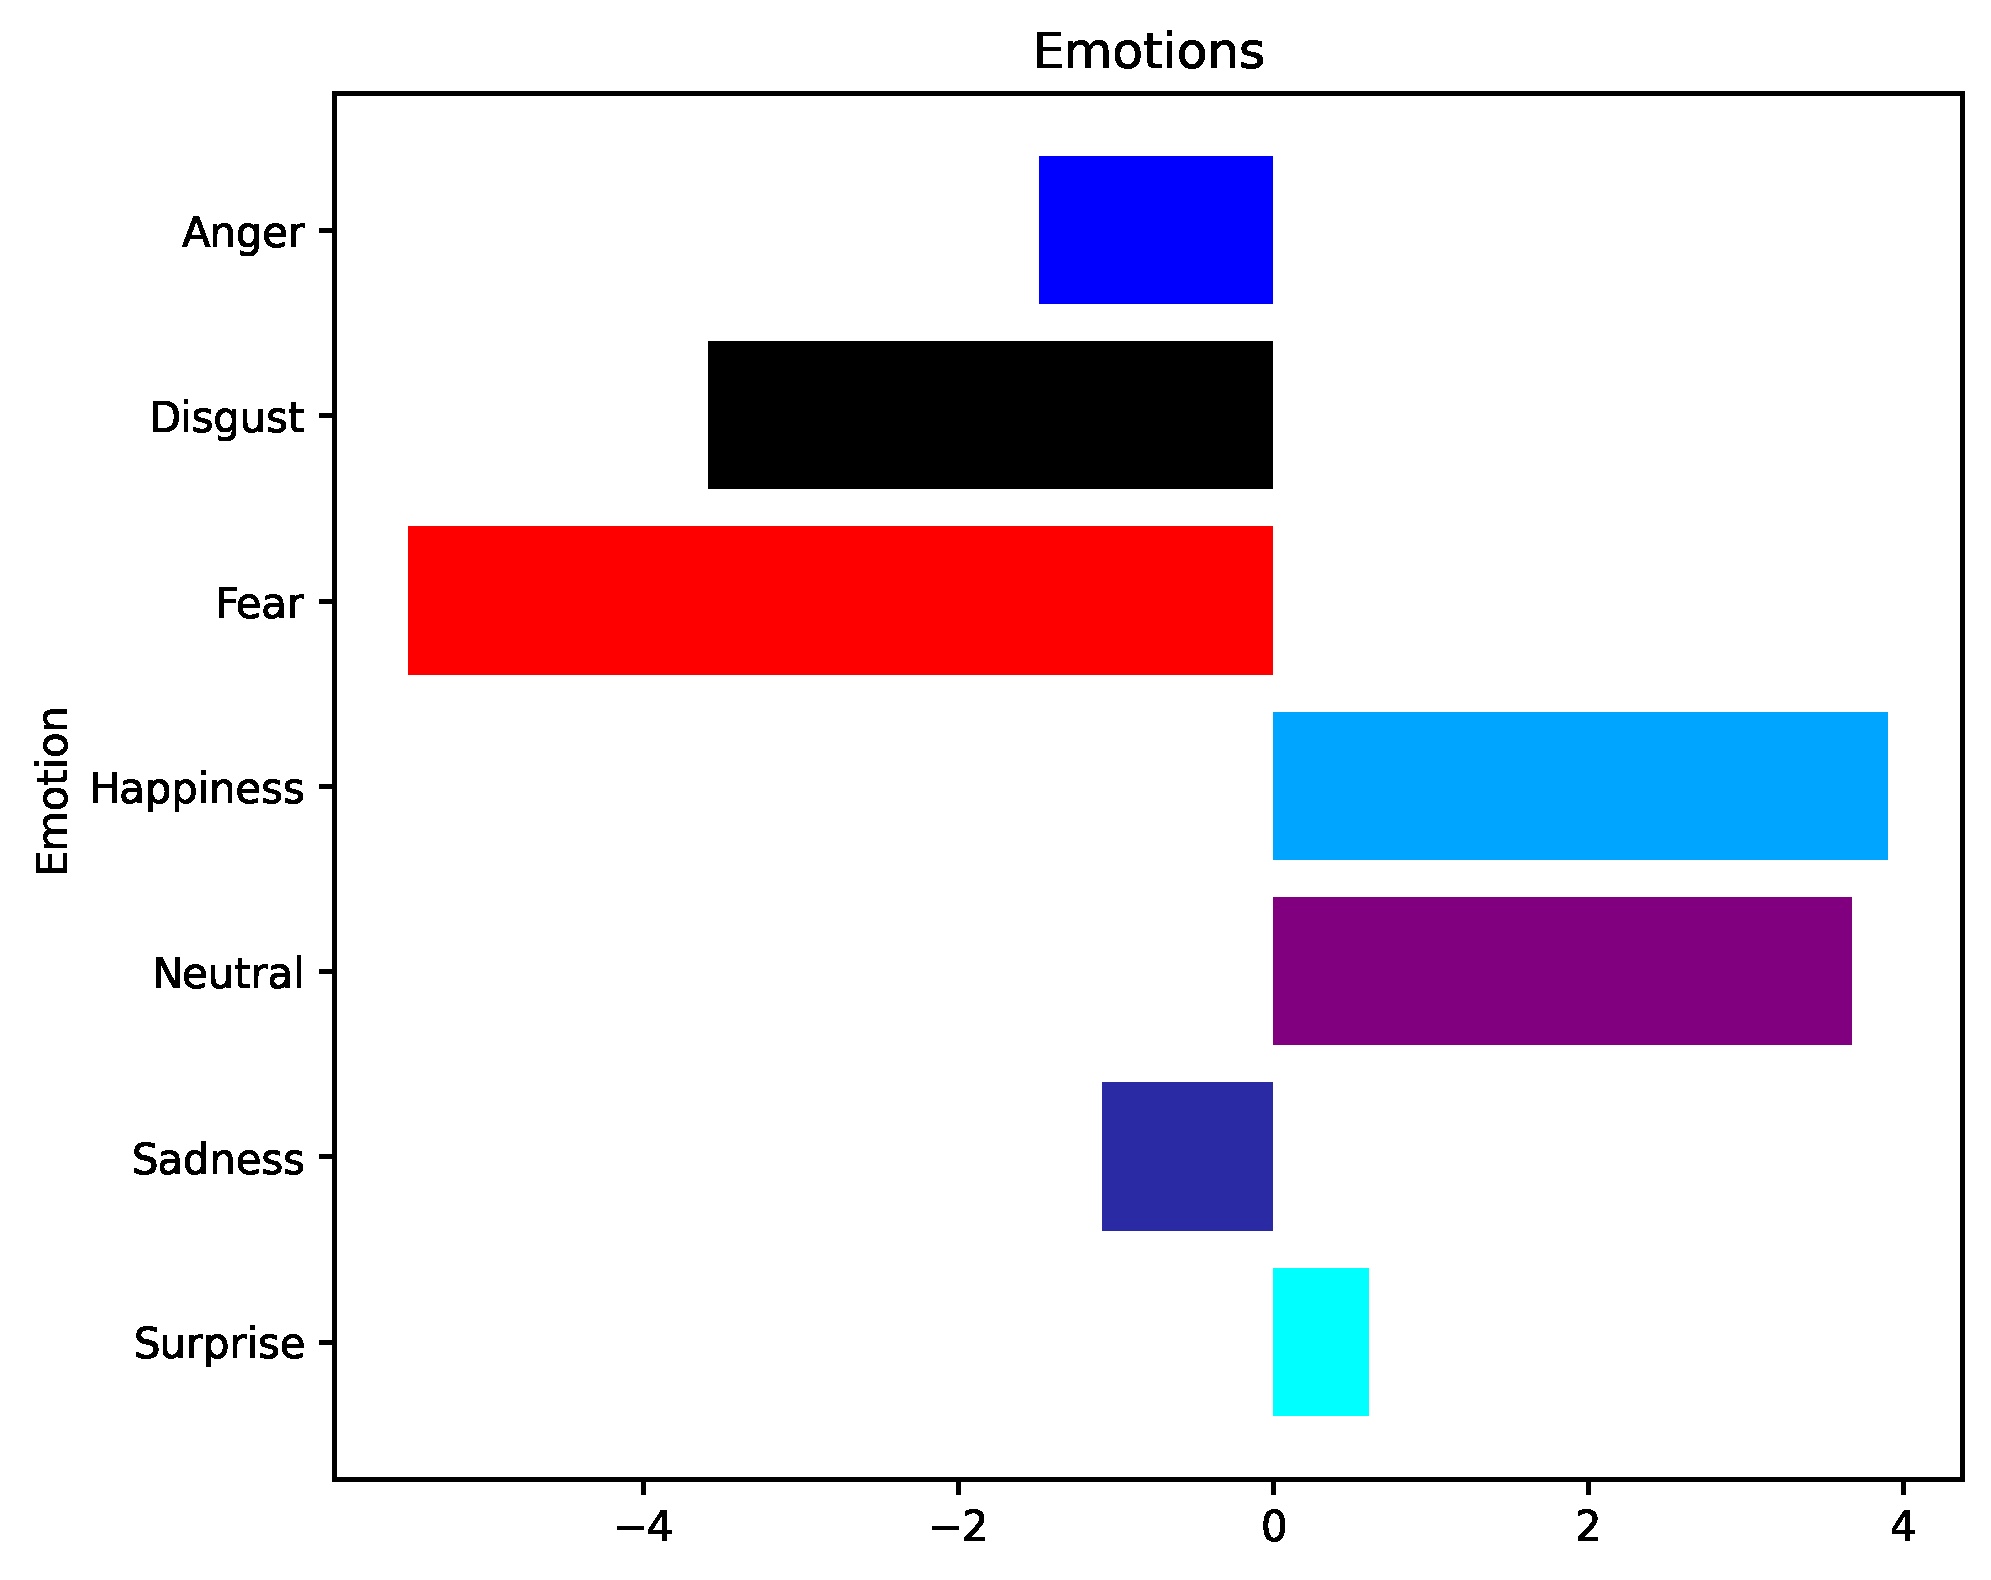 Emotions
Anger
Disgust
Fear
Happiness
Neutral
Sadness
Surprise
Emotion
−4 −2 0 2 4